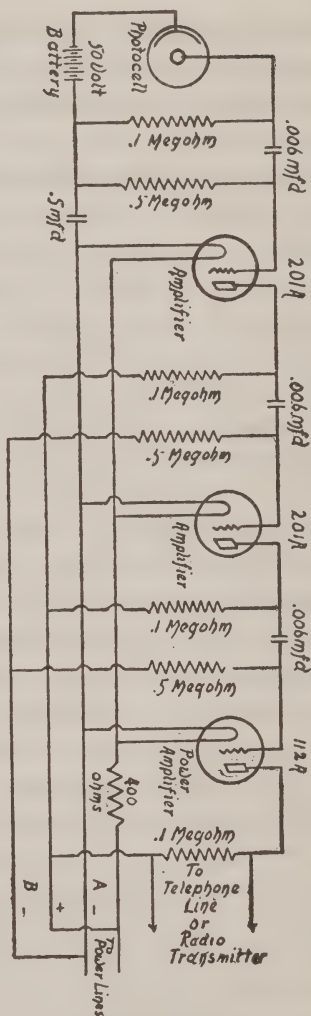 Photocell
50 Volt
Battery
.1 Megohm
.006 mfd
.5 Megohm
.5 mfd
201A
Amplifier
.1 Megohm
.006 mfd
.5 Megohm
201A
Amplifier
.1 Megohm
.006 mfd
.5 Megohm
112A
Power
Amplifier
400
ohms
.1 Megohm
To
Telephone
Line
or
Radio
Transmitter
A -
+
B -
To
Power Lines